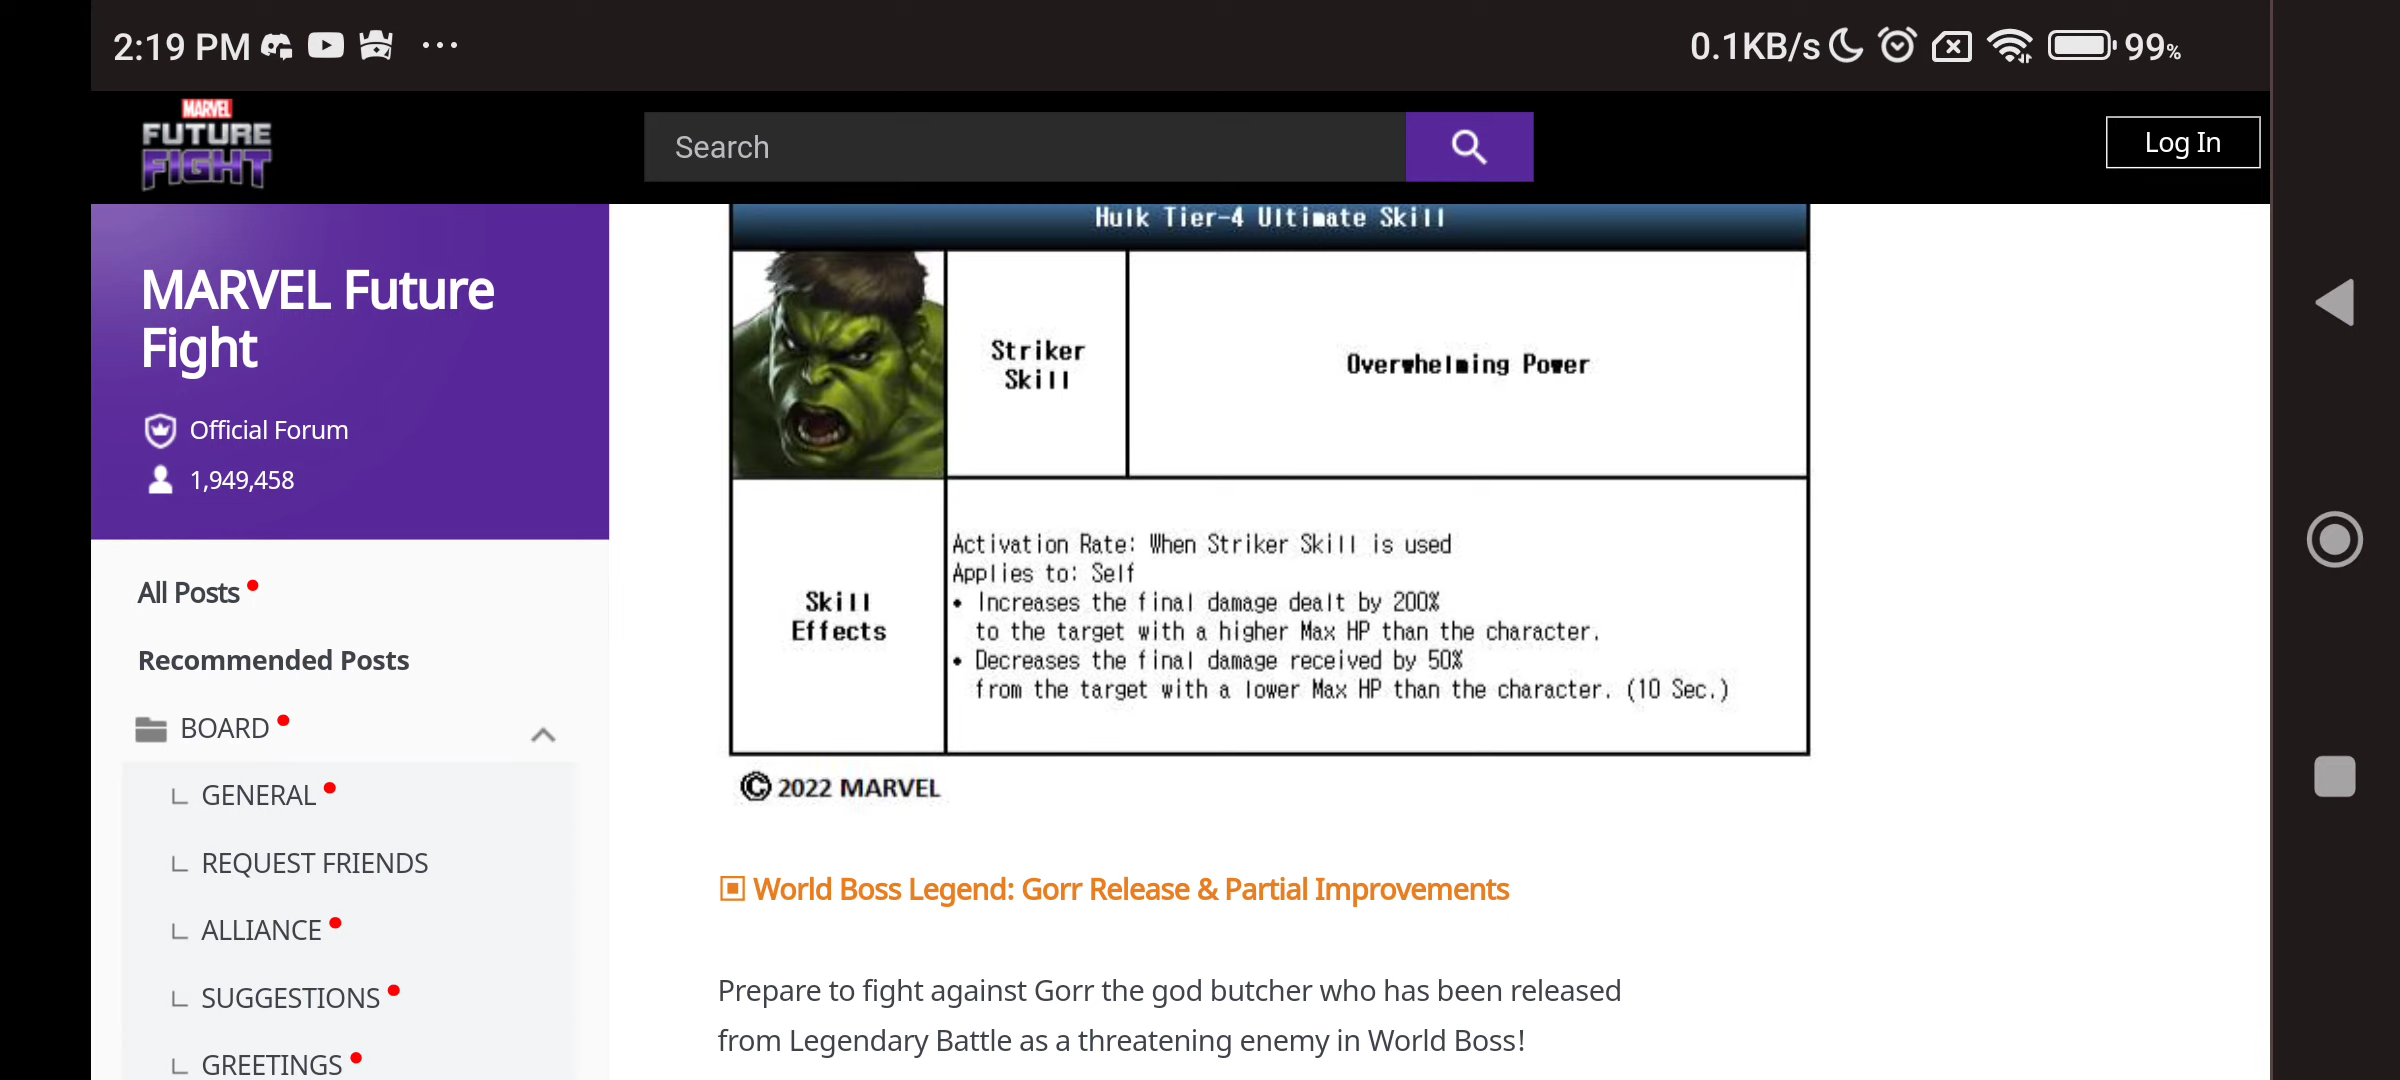 2:19 PM
0.1KB/s
99%
MARVEL
FUTURE
FIGHT
Search
Log In
MARVEL Future
Fight
Official Forum
1,949,458
All Posts
Recommended Posts
BOARD
GENERAL
REQUEST FRIENDS
ALLIANCE
SUGGESTIONS
GREETINGS
Hulk Tier-4 Ultimate Skill
Striker
Skill
Overwhelming Power
Skill
Effects
Activation Rate: When Striker Skill is used
Applies to: Self
• Increases the final damage dealt by 200%
to the target with a higher Max HP than the character.
• Decreases the final damage received by 50%
from the target with a lower Max HP than the character. (10 Sec.)
© 2022 MARVEL
▣ World Boss Legend: Gorr Release & Partial Improvements
Prepare to fight against Gorr the god butcher who has been released
from Legendary Battle as a threatening enemy in World Boss!